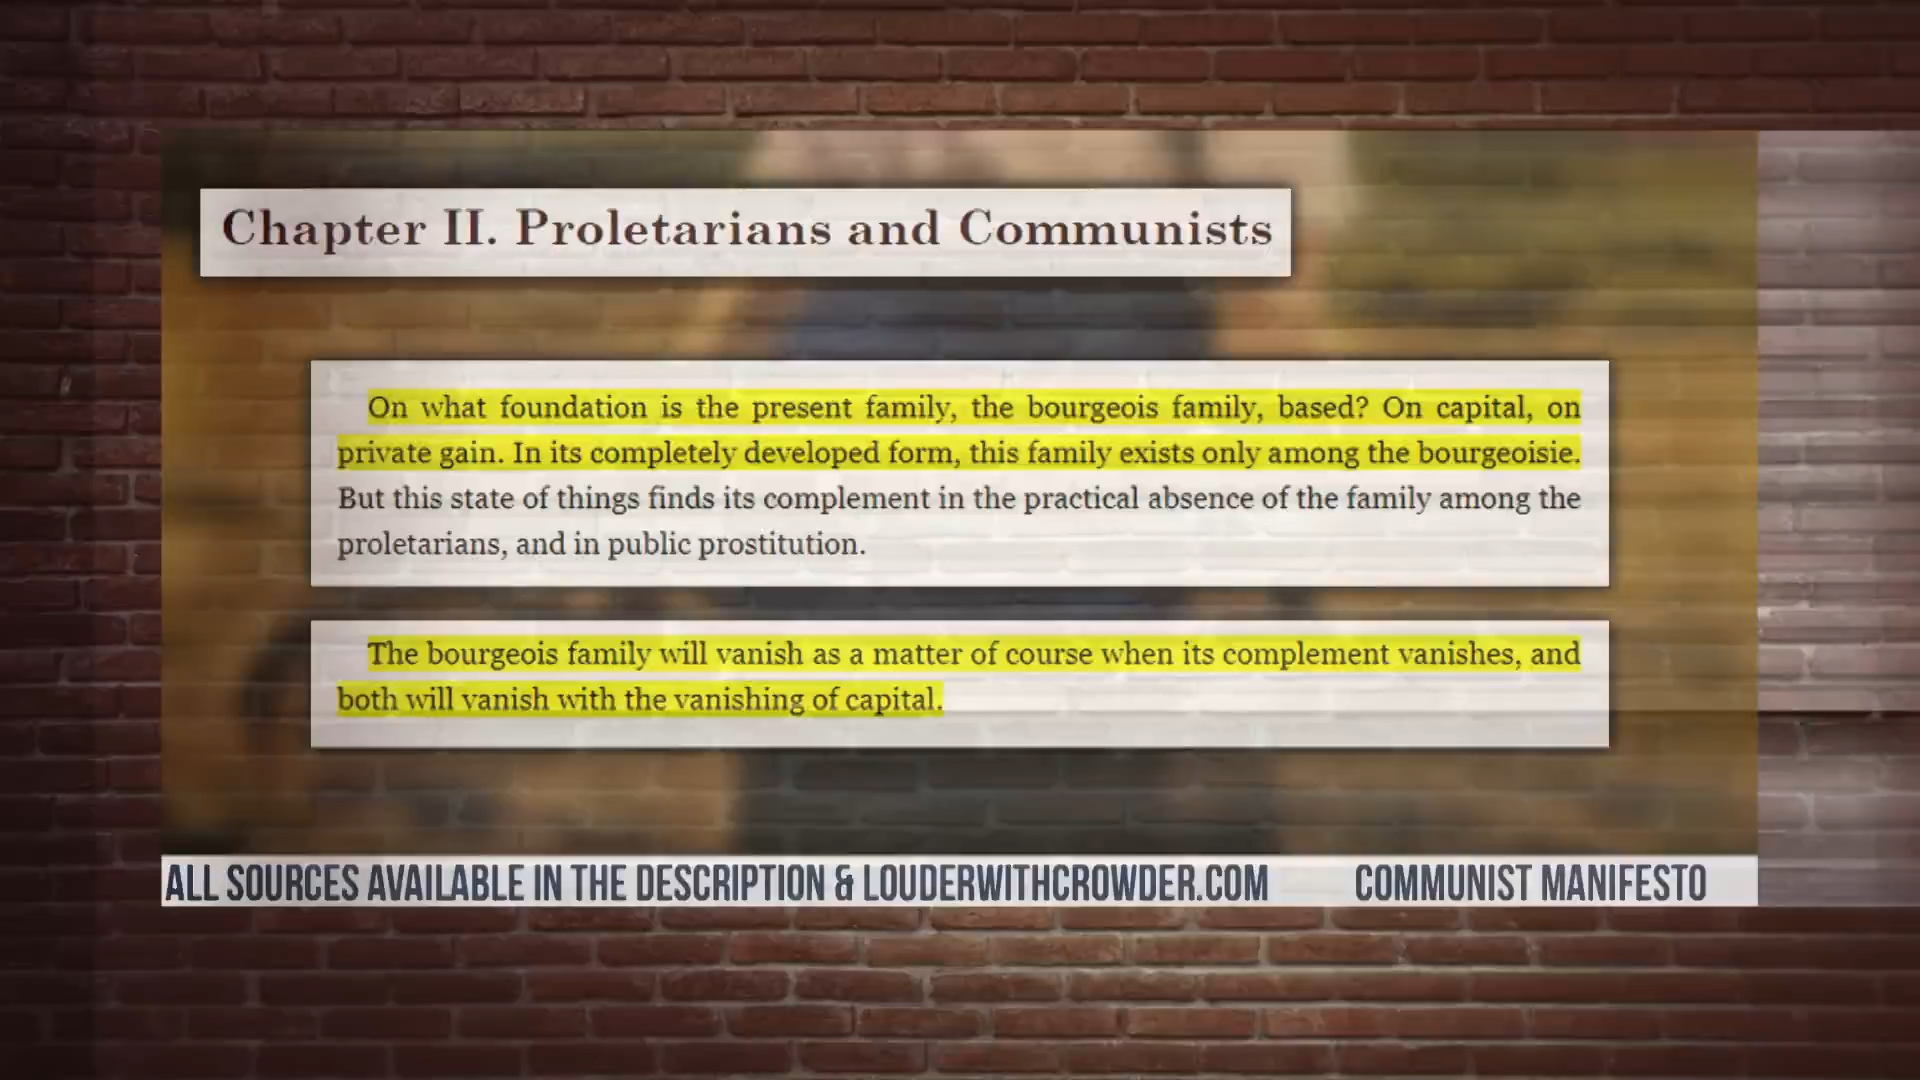 Chapter II. Proletarians and Communists
On what foundation is the present family, the bourgeois family, based? On capital, on
private gain. In its completely developed form, this family exists only among the bourgeoisie.
But this state of things finds its complement in the practical absence of the family among the
proletarians, and in public prostitution.
The bourgeois family will vanish as a matter of course when its complement vanishes, and
both will vanish with the vanishing of capital.
ALL SOURCES AVAILABLE IN THE DESCRIPTION & LOUDERWITHCROWDER.COM COMMUNIST MANIFESTO